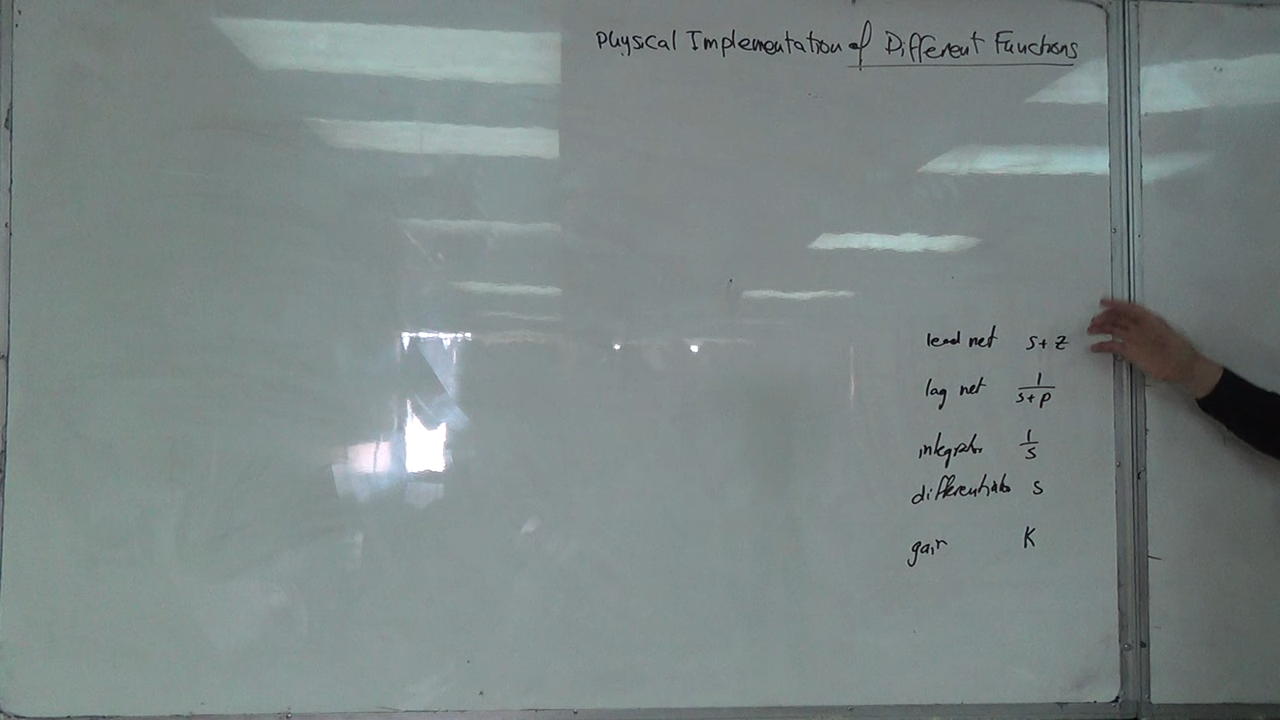 Physical Implementation of Different Functions
lead net s+z
lag net 1/(s+p)
integrator 1/s
differentiator s
gain K